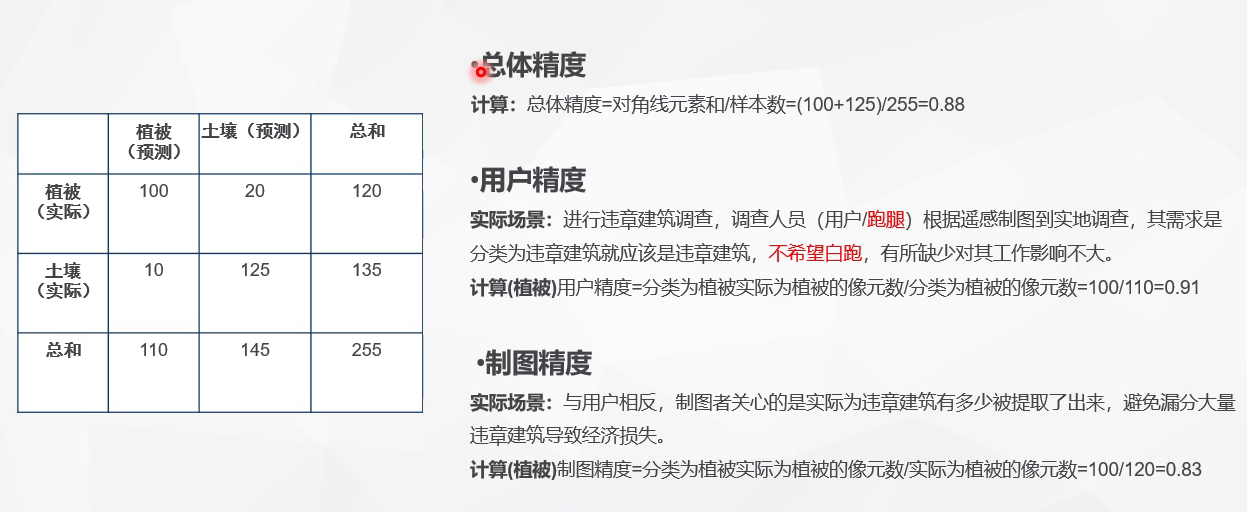 植被
（预测）
土壤（预测）
总和
植被
（实际）
100
20
120
土壤
（实际）
10
125
135
总和
110
145
255
•总体精度
计算：总体精度=对角线元素和/样本数=(100+125)/255=0.88
•用户精度
实际场景：进行违章建筑调查，调查人员（用户/跑腿）根据遥感制图到实地调查，其需求是
分类为违章建筑就应该是违章建筑，不希望白跑，有所缺少对其工作影响不大。
计算(植被)用户精度=分类为植被实际为植被的像元数/分类为植被的像元数=100/110=0.91
•制图精度
实际场景：与用户相反，制图者关心的是实际为违章建筑有多少被提取了出来，避免漏分大量
违章建筑导致经济损失。
计算(植被)制图精度=分类为植被实际为植被的像元数/实际为植被的像元数=100/120=0.83